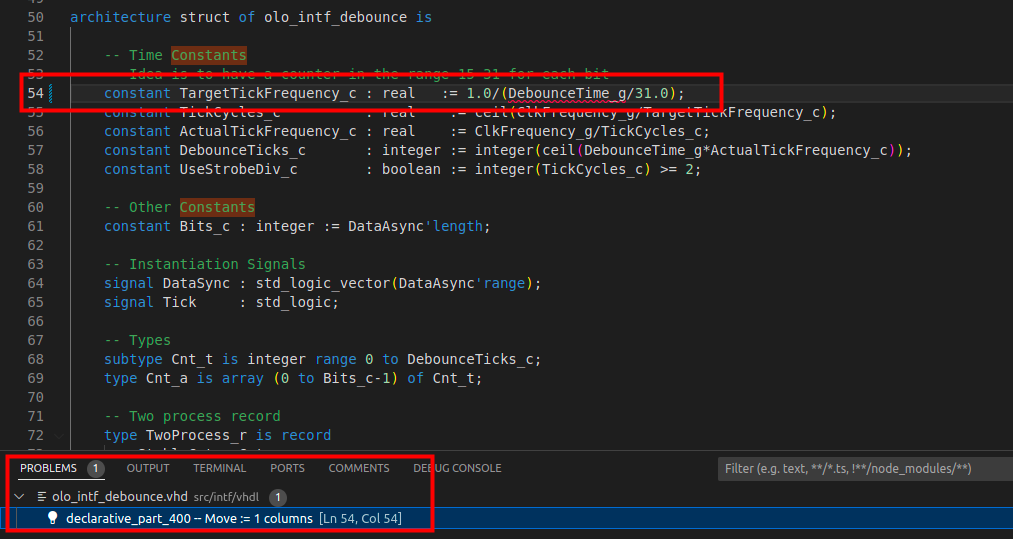 50 architecture struct of olo_intf_debounce is
51
52 -- Time Constants
53 -- Idea is to have a counter in the range 15-31 for each bit
54 constant TargetTickFrequency_c : real   := 1.0/(DebounceTime_g/31.0);
55 constant TickCycles_c          : real    := ceil(ClkFrequency_g/TargetTickFrequency_c);
56 constant ActualTickFrequency_c : real    := ClkFrequency_g/TickCycles_c;
57 constant DebounceTicks_c       : integer := integer(ceil(DebounceTime_g*ActualTickFrequency_c));
58 constant UseStrobeDiv_c        : boolean := integer(TickCycles_c) >= 2;
59
60 -- Other Constants
61 constant Bits_c : integer := DataAsync'length;
62
63 -- Instantiation Signals
64 signal DataSync : std_logic_vector(DataAsync'range);
65 signal Tick     : std_logic;
66
67 -- Types
68 subtype Cnt_t is integer range 0 to DebounceTicks_c;
69 type Cnt_a is array (0 to Bits_c-1) of Cnt_t;
70
71 -- Two process record
72 type TwoProcess_r is record
PROBLEMS 1 OUTPUT TERMINAL PORTS COMMENTS DEBUG CONSOLE Filter (e.g. text, **/*.ts, !**/node_modules/**)
olo_intf_debounce.vhd src/intf/vhdl 1
declarative_part_400 -- Move := 1 columns [Ln 54, Col 54]